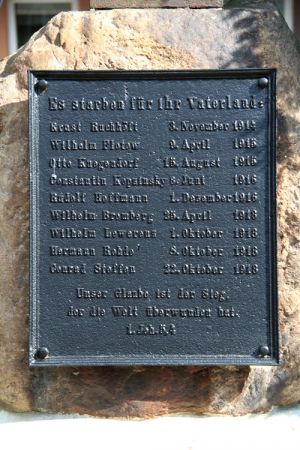 Es starben für Ihr Vaterland:
Ernst Ruchhöft 3. November 1914
Wilhelm Flotow 9. April 1915
Otto Knegendorf 15. August 1915
Constantin Kopzinsky 6. Juni 1916
Rudolf Hoffmann 1. Dezember 1916
Wilhelm Bromberg 25. April 1918
Wilhelm Lewerenz 1. Oktober 1918
Hermann Rohde 8. Oktober 1918
Conrad Steffen 22. Oktober 1918
Unser Glaube ist der Sieg,
der die Welt überwunden hat.
1. Joh. 5,4